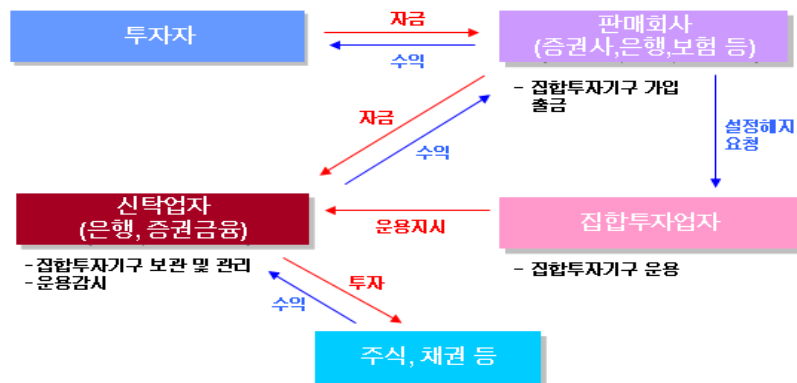 투자자
자금
수익
판매회사
(증권사,은행,보험 등)
- 집합투자기구 가입
출금
자금
수익
설정해지
요청
신탁업자
(은행, 증권금융)
운용지시
집합투자업자
-집합투자기구 보관 및 관리
-운용감시
- 집합투자기구 운용
투자
수익
주식, 채권 등